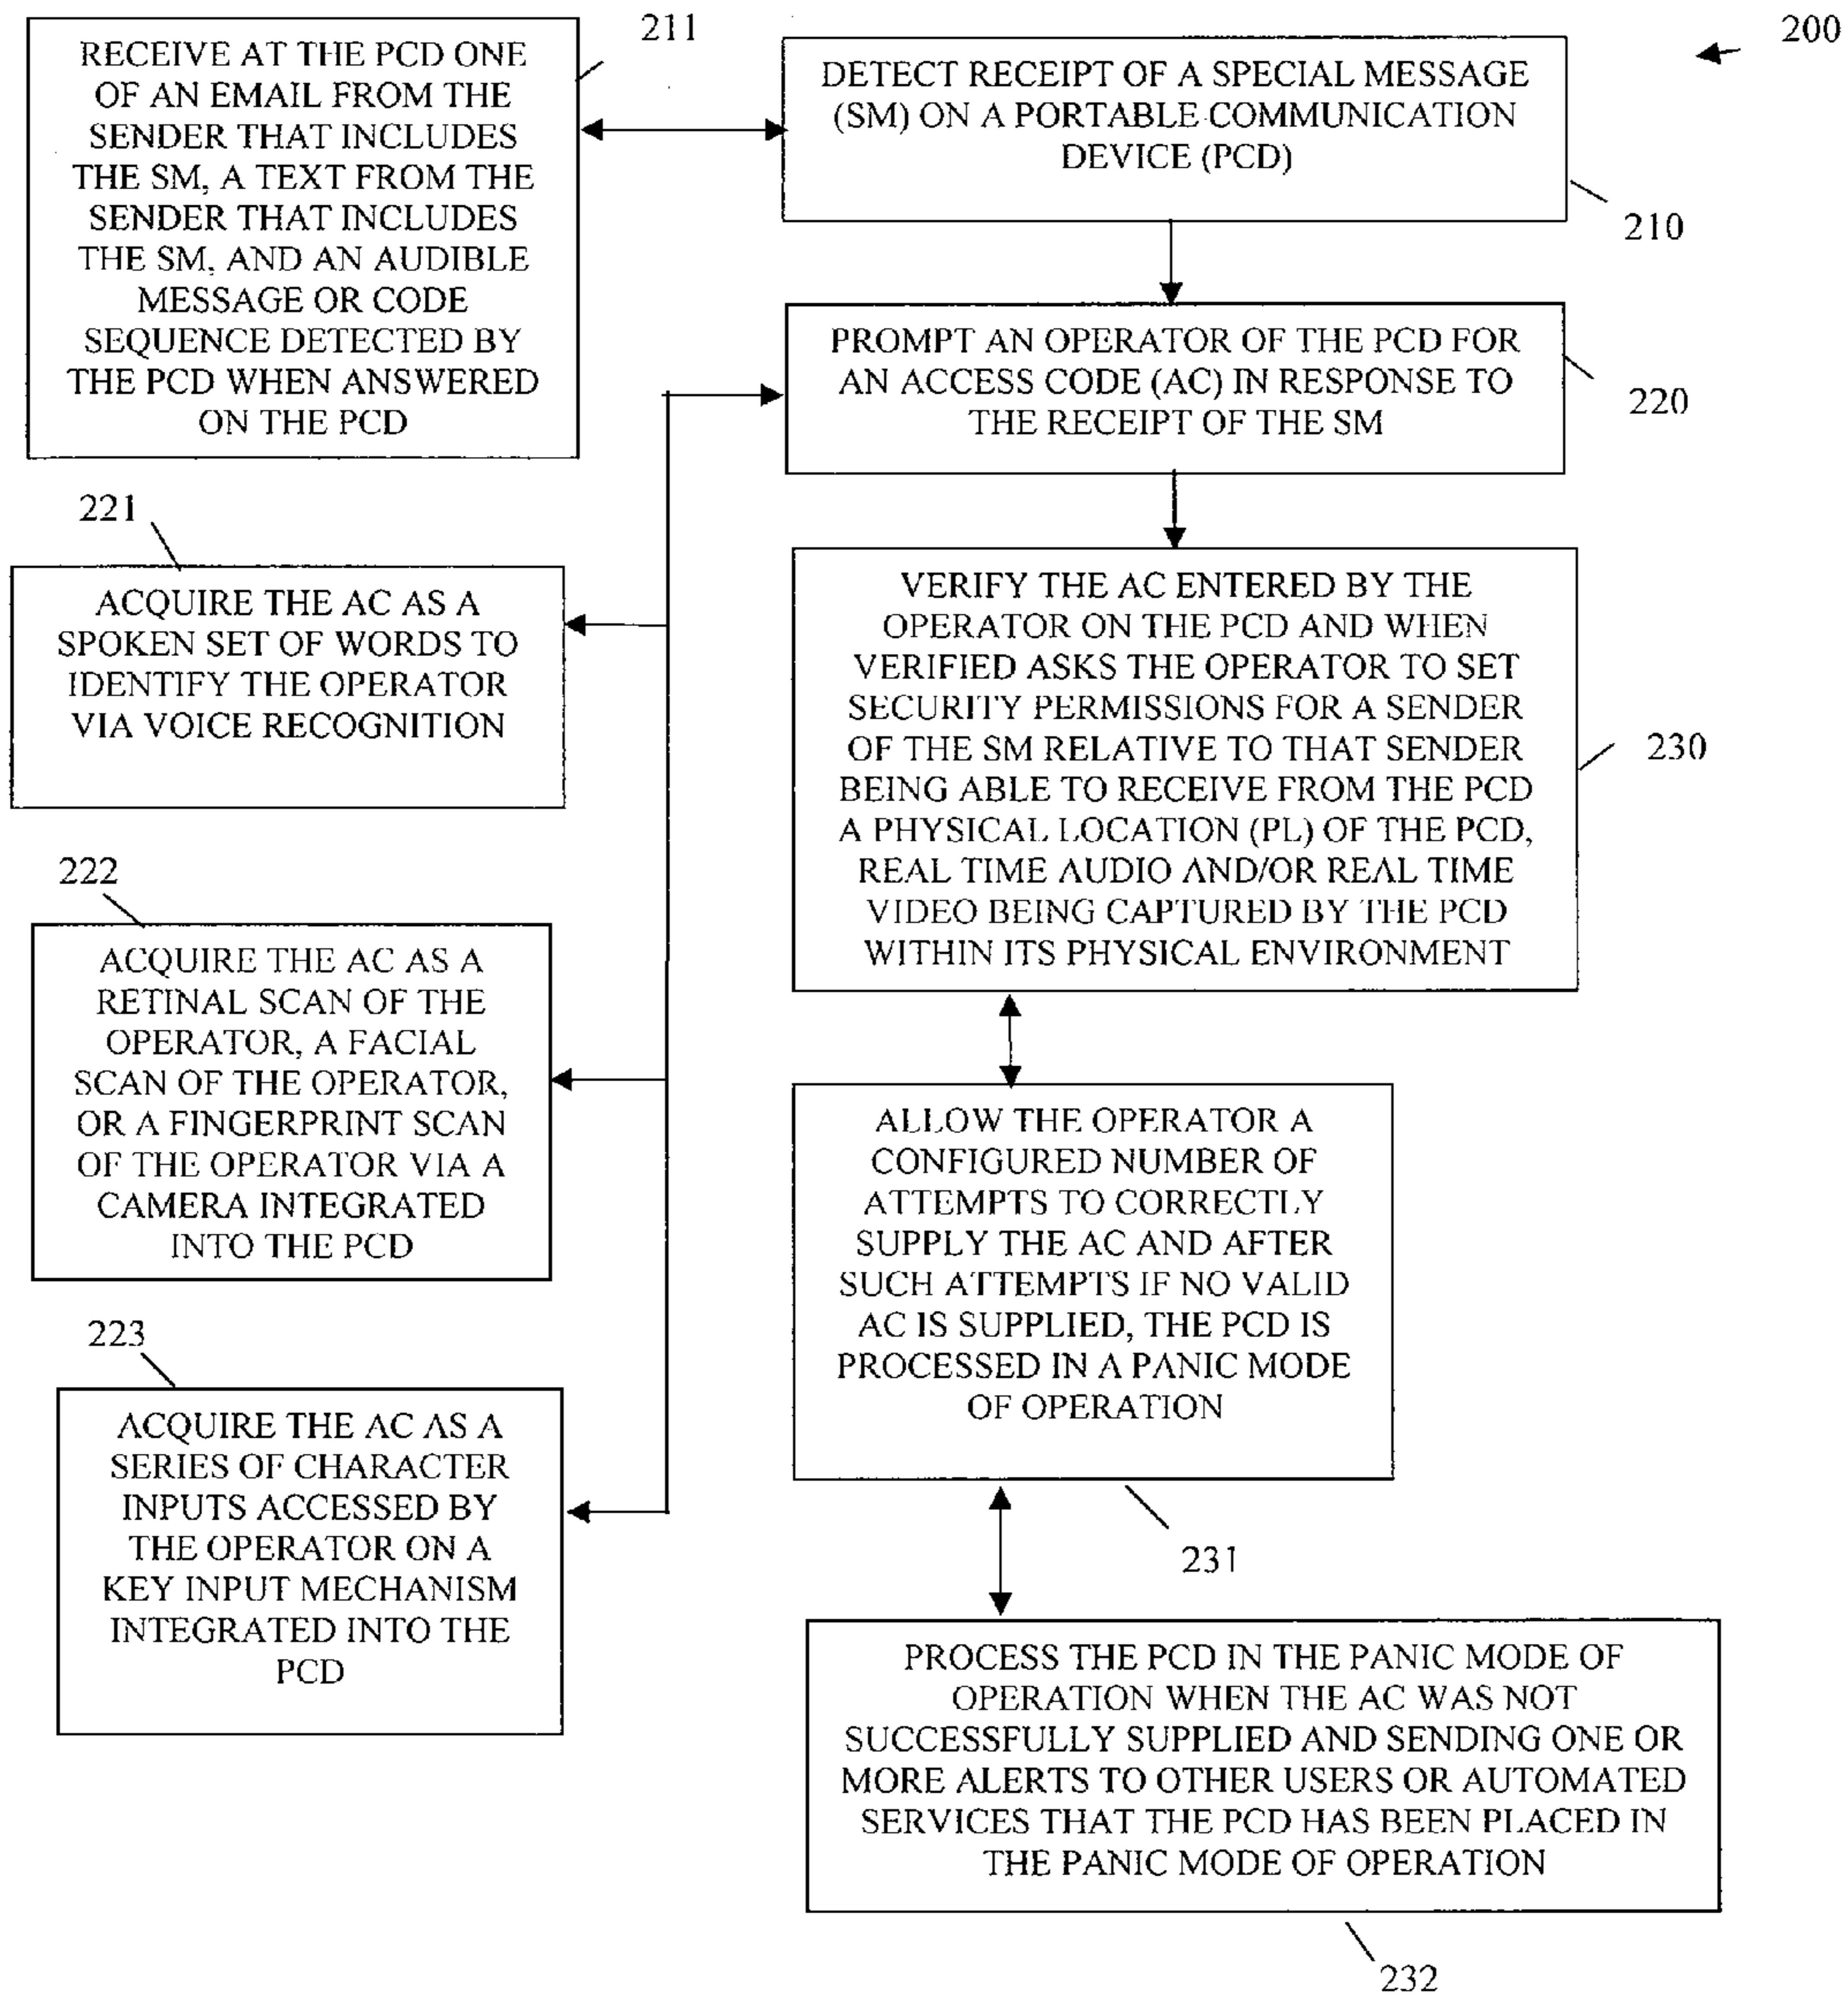 200
211
RECEIVE AT THE PCD ONE
OF AN EMAIL FROM THE
SENDER THAT INCLUDES
THE SM, A TEXT FROM THE
SENDER THAT INCLUDES
THE SM, AND AN AUDIBLE
MESSAGE OR CODE
SEQUENCE DETECTED BY
THE PCD WHEN ANSWERED
ON THE PCD
DETECT RECEIPT OF A SPECIAL MESSAGE
(SM) ON A PORTABLE COMMUNICATION
DEVICE (PCD)
210
PROMPT AN OPERATOR OF THE PCD FOR
AN ACCESS CODE (AC) IN RESPONSE TO
THE RECEIPT OF THE SM
220
221
ACQUIRE THE AC AS A
SPOKEN SET OF WORDS TO
IDENTIFY THE OPERATOR
VIA VOICE RECOGNITION
222
ACQUIRE THE AC AS A
RETINAL SCAN OF THE
OPERATOR, A FACIAL
SCAN OF THE OPERATOR,
OR A FINGERPRINT SCAN
OF THE OPERATOR VIA A
CAMERA INTEGRATED
INTO THE PCD
223
ACQUIRE THE AC AS A
SERIES OF CHARACTER
INPUTS ACCESSED BY
THE OPERATOR ON A
KEY INPUT MECHANISM
INTEGRATED INTO THE
PCD
VERIFY THE AC ENTERED BY THE
OPERATOR ON THE PCD AND WHEN
VERIFIED ASKS THE OPERATOR TO SET
SECURITY PERMISSIONS FOR A SENDER
OF THE SM RELATIVE TO THAT SENDER
BEING ABLE TO RECEIVE FROM THE PCD
A PHYSICAL LOCATION (PL) OF THE PCD,
REAL TIME AUDIO AND/OR REAL TIME
VIDEO BEING CAPTURED BY THE PCD
WITHIN ITS PHYSICAL ENVIRONMENT
230
ALLOW THE OPERATOR A
CONFIGURED NUMBER OF
ATTEMPTS TO CORRECTLY
SUPPLY THE AC AND AFTER
SUCH ATTEMPTS IF NO VALID
AC IS SUPPLIED, THE PCD IS
PROCESSED IN A PANIC MODE
OF OPERATION
231
PROCESS THE PCD IN THE PANIC MODE OF
OPERATION WHEN THE AC WAS NOT
SUCCESSFULLY SUPPLIED AND SENDING ONE OR
MORE ALERTS TO OTHER USERS OR AUTOMATED
SERVICES THAT THE PCD HAS BEEN PLACED IN
THE PANIC MODE OF OPERATION
232